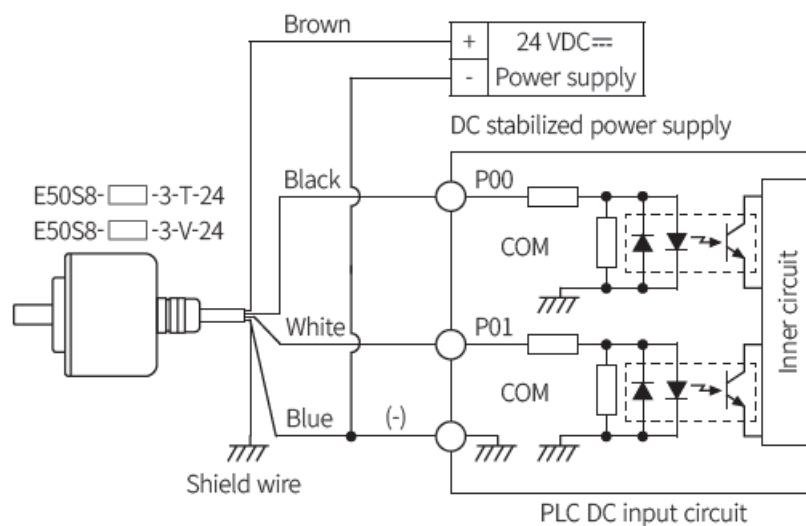 Brown
+ 24 VDC⎓
- Power supply
DC stabilized power supply
E50S8-□-3-T-24
E50S8-□-3-V-24
Black
P00
COM
White
P01
COM
Blue
(-)
Shield wire
Inner circuit
PLC DC input circuit